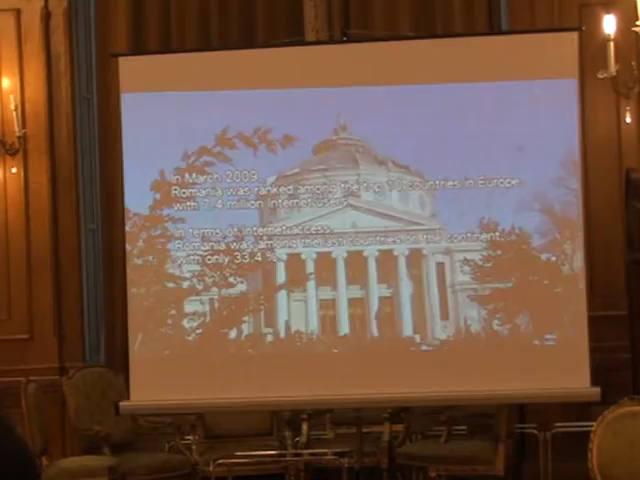 in March 2009,
Romania was ranked among the top 10 countries in Europe
with 7.4 million Internet users
in terms of internet access,
Romania was among the last countries of the continent,
with only 33.4 %